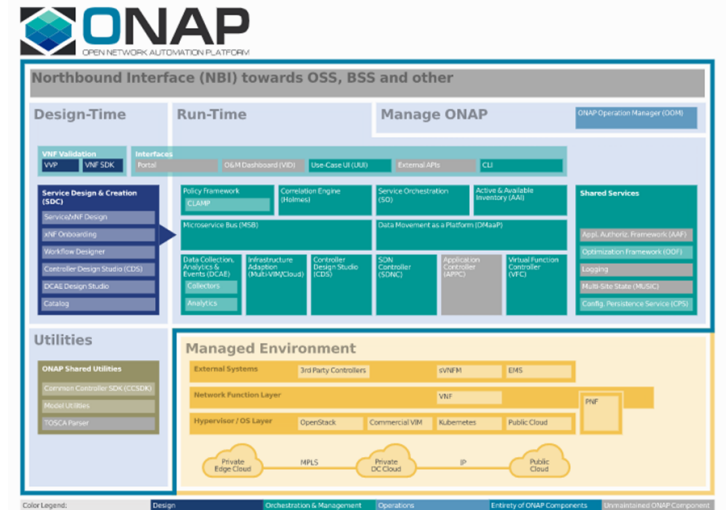 ONAP
OPEN NETWORK AUTOMATION PLATFORM
Northbound Interface (NBI) towards OSS, BSS and other
Design-Time
Run-Time
Manage ONAP
ONAP Operation Manager (OOM)
VNF Validation
VVP
VNF SDK
Interfaces
Portal
O&M Dashboard (VID)
Use-Case UI (UUI)
External APIs
CLI
Service Design & Creation
(SDC)
Service/xNF Design
xNF Onboarding
Workflow Designer
Controller Design Studio (CDS)
DCAE Design Studio
Catalog
Policy Framework
CLAMP
Correlation Engine
(Holmes)
Service Orchestration
(SO)
Active & Available
Inventory (AAI)
Microservice Bus (MSB)
Data Movement as a Platform (DMaaP)
Data Collection,
Analytics &
Events (DCAE)
Collectors
Analytics
Infrastructure
Adaption
(Multi-VIM/Cloud)
Controller
Design Studio
(CDS)
SDN
Controller
(SDNC)
Application
Controller
(APPC)
Virtual Function
Controller
(VFC)
Shared Services
Appl. Authoriz. Framework (AAF)
Optimization Framework (OOF)
Logging
Multi-Site State (MUSIC)
Config. Persistence Service (CPS)
Utilities
ONAP Shared Utilities
Common Controller SDK (CCSDK)
Model Utilities
TOSCA Parser
Managed Environment
External Systems
3rd Party Controllers
sVNFM
EMS
Network Function Layer
VNF
PNF
Hypervisor / OS Layer
OpenStack
Commercial VIM
Kubernetes
Public Cloud
Private
Edge Cloud
MPLS
Private
DC Cloud
IP
Public
Cloud
Color Legend:
Design
Orchestration & Management
Operations
Entirety of ONAP Components
Unmaintained ONAP Component